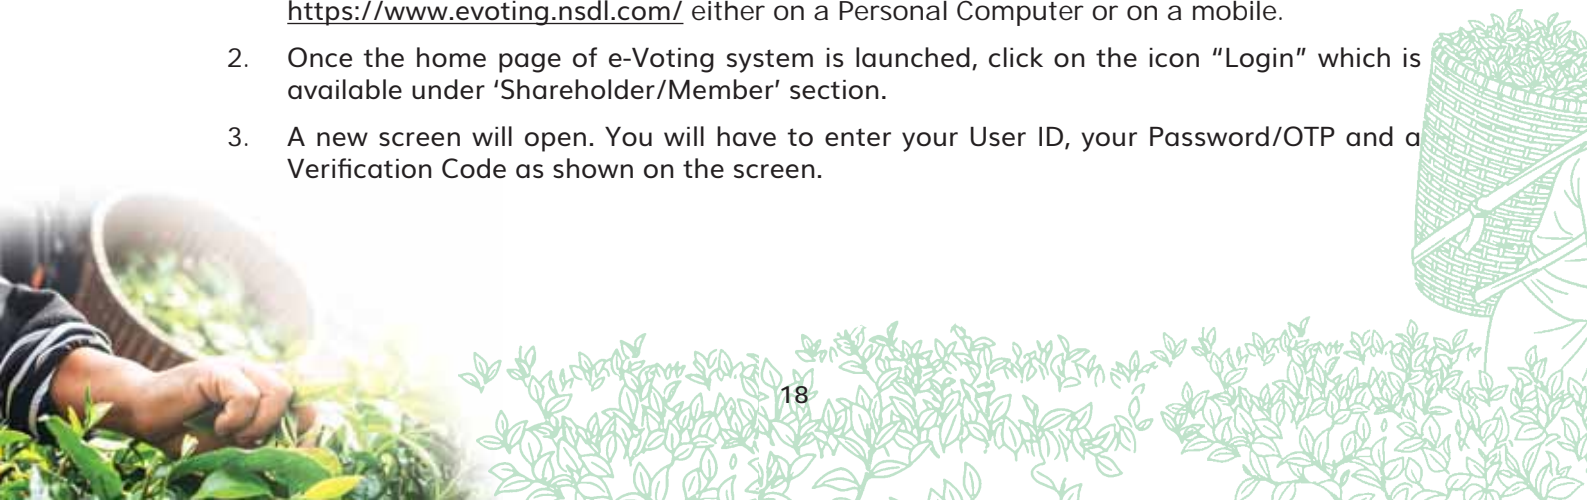 https://www.evoting.nsdl.com/ either on a Personal Computer or on a mobile.
2. Once the home page of e-Voting system is launched, click on the icon “Login” which is
available under ‘Shareholder/Member’ section.
3. A new screen will open. You will have to enter your User ID, your Password/OTP and a
Verification Code as shown on the screen.
18